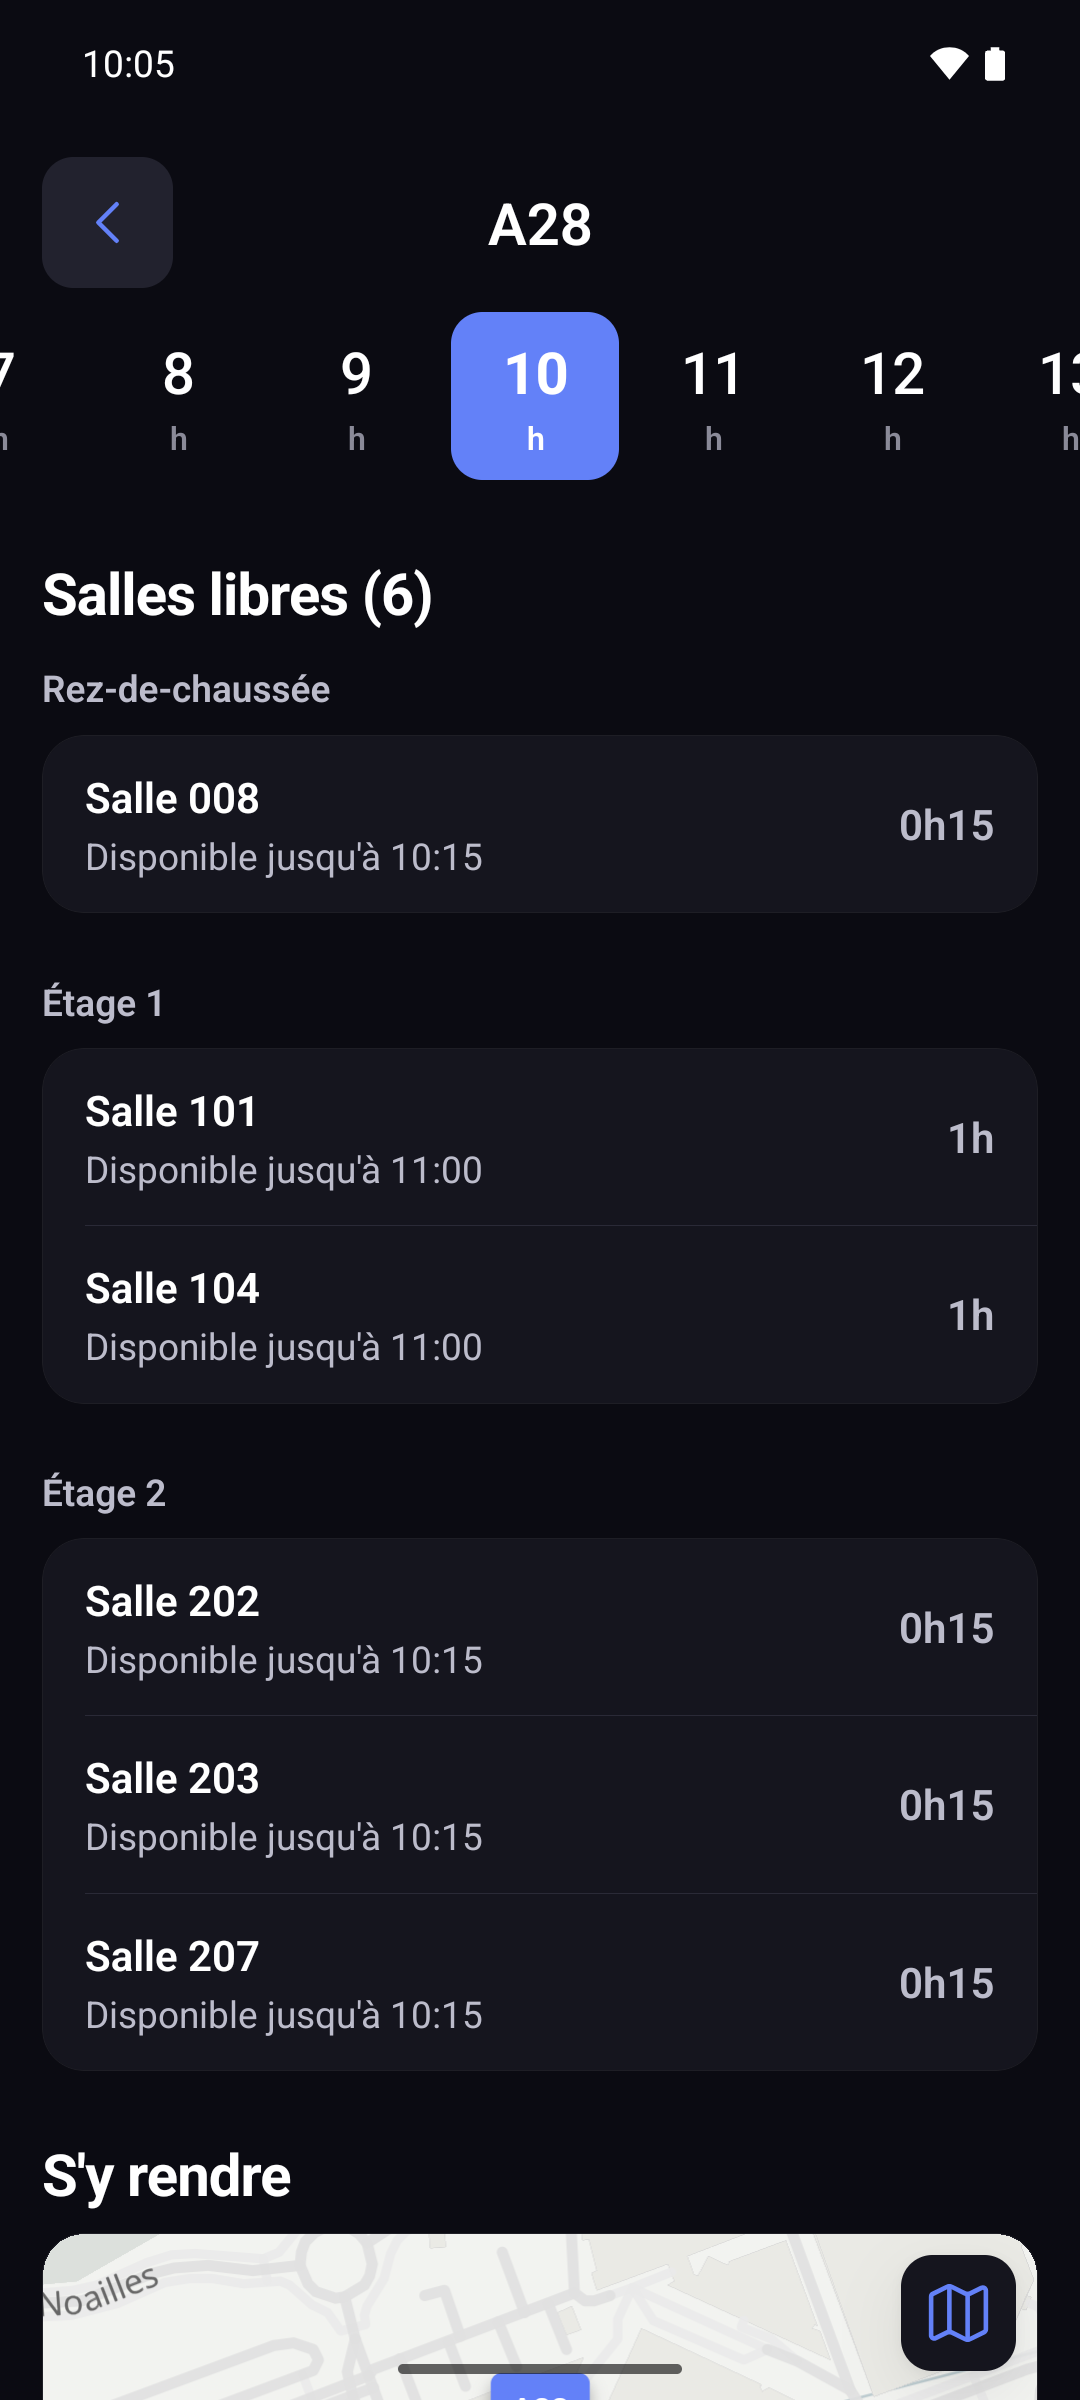 10:05
A28
7 8 9 10 11 12 13
h h h h h h h
Salles libres (6)
Rez-de-chaussée
Salle 008
Disponible jusqu'à 10:15
0h15
Étage 1
Salle 101
Disponible jusqu'à 11:00
1h
Salle 104
Disponible jusqu'à 11:00
1h
Étage 2
Salle 202
Disponible jusqu'à 10:15
0h15
Salle 203
Disponible jusqu'à 10:15
0h15
Salle 207
Disponible jusqu'à 10:15
0h15
S'y rendre
Noailles